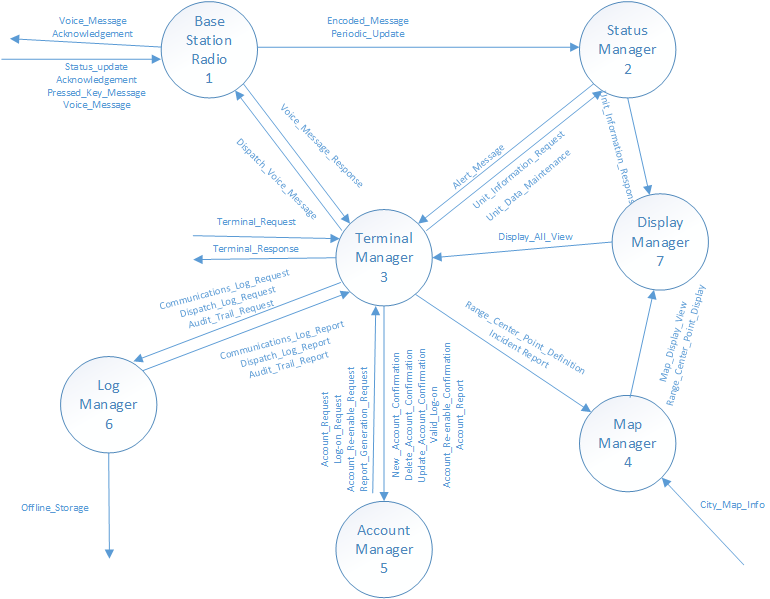 Voice_Message
Acknowledgement
Status_update
Acknowledgement
Pressed_Key_Message
Voice_Message
Base
Station
Radio
1
Encoded_Message
Periodic_Update
Status
Manager
2
Voice_Message_Response
Dispatch_Voice_Message
Alert_Message
Unit_Information_Request
Unit_Data_Maintenance
Unit_Information_Response
Terminal_Request
Terminal_Response
Terminal
Manager
3
Display_All_View
Display
Manager
7
Communications_Log_Request
Dispatch_Log_Request
Audit_Trail_Request
Communications_Log_Report
Dispatch_Log_Report
Audit_Trail_Report
Range_Center_Point_Definition
Incident Report
Map_Display_View
Range_Center_Point_Display
Log
Manager
6
Account_Request
Log-on_Request
Account_Re-enable_Request
Report_Generation_Request
New _Account_Confirmation
Delete_Account_Confirmation
Update_Account_Confirmation
Valid_Log-on
Account_Re-enable_Confirmation
Account_Report
Map
Manager
4
Offline_Storage
City_Map_Info
Account
Manager
5